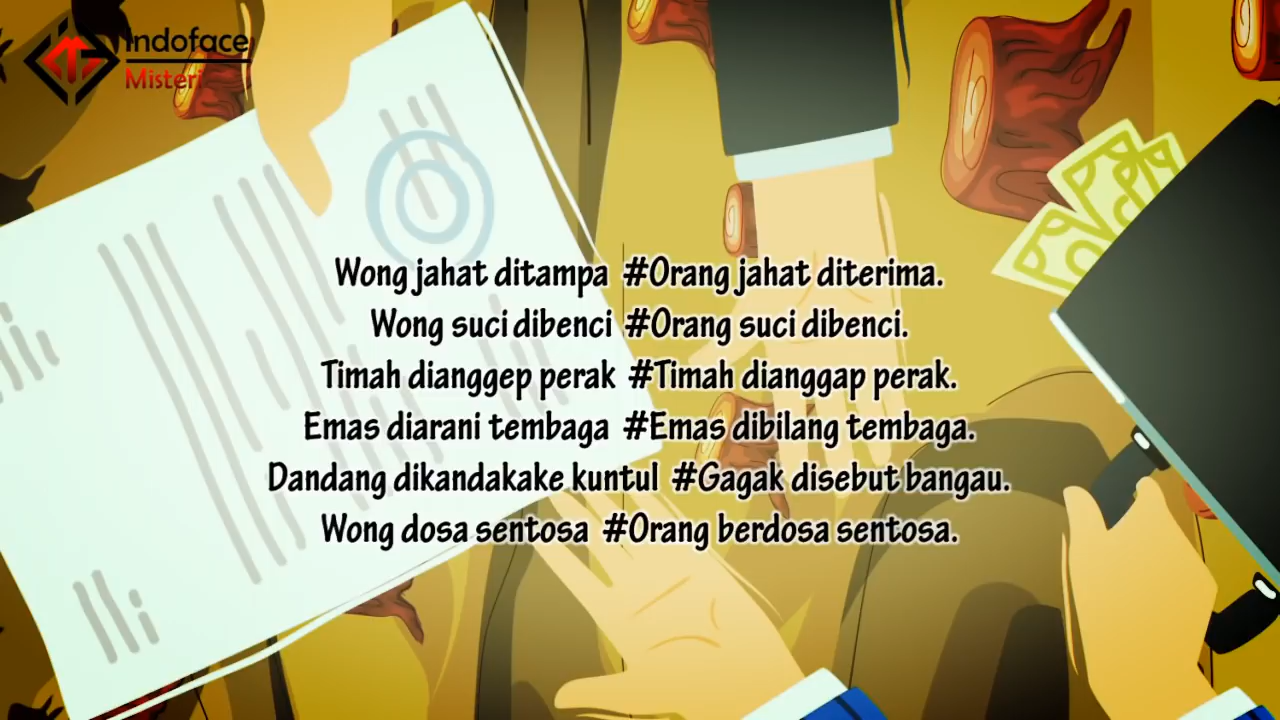 Indoface
Misteri
Wong jahat ditampa #Orang jahat diterima.
Wong suci dibenci #Orang suci dibenci.
Timah dianggep perak #Timah dianggap perak.
Emas diarani tembaga #Emas dibilang tembaga.
Dandang dikandakake kuntul #Gagak disebut bangau.
Wong dosa sentosa #Orang berdosa sentosa.